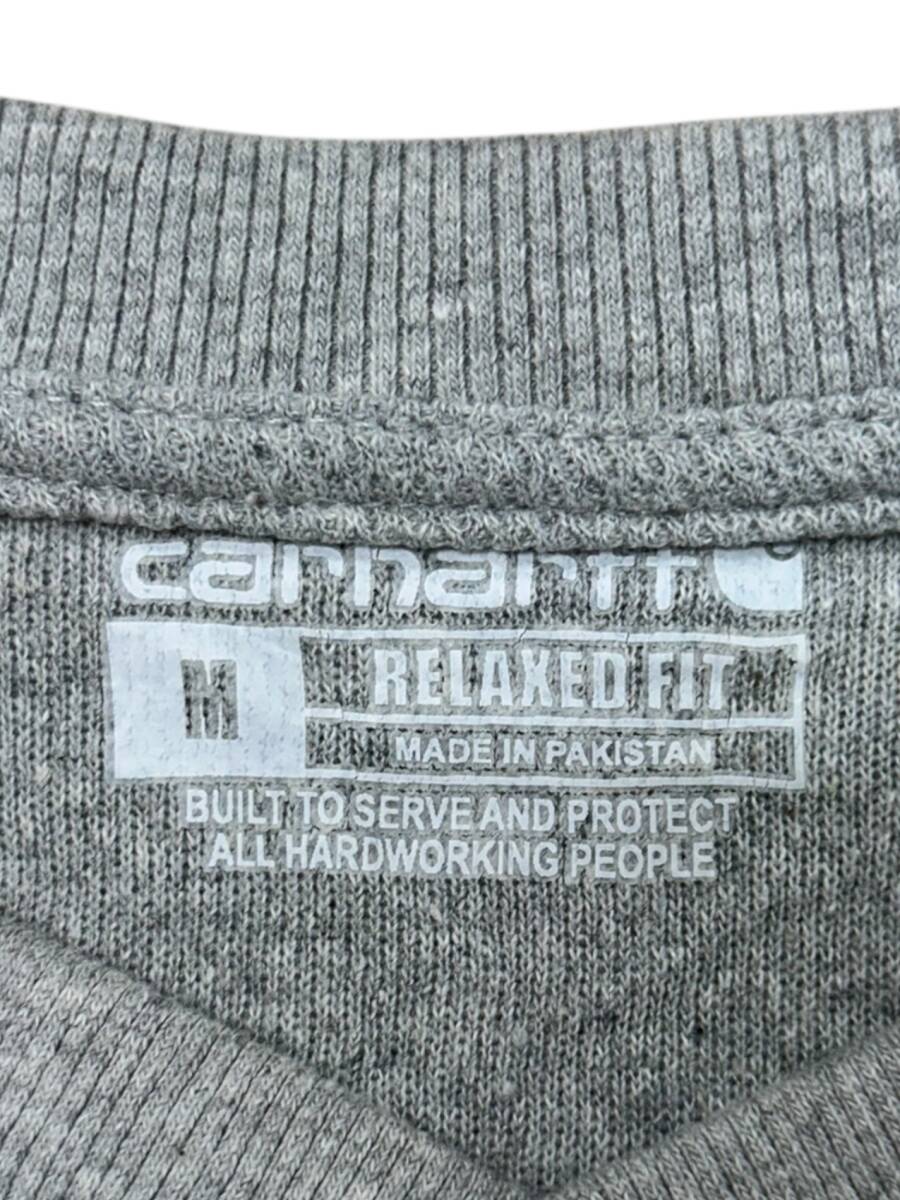 carhartt
M
RELAXED FIT
MADE IN PAKISTAN
BUILT TO SERVE AND PROTECT
ALL HARDWORKING PEOPLE